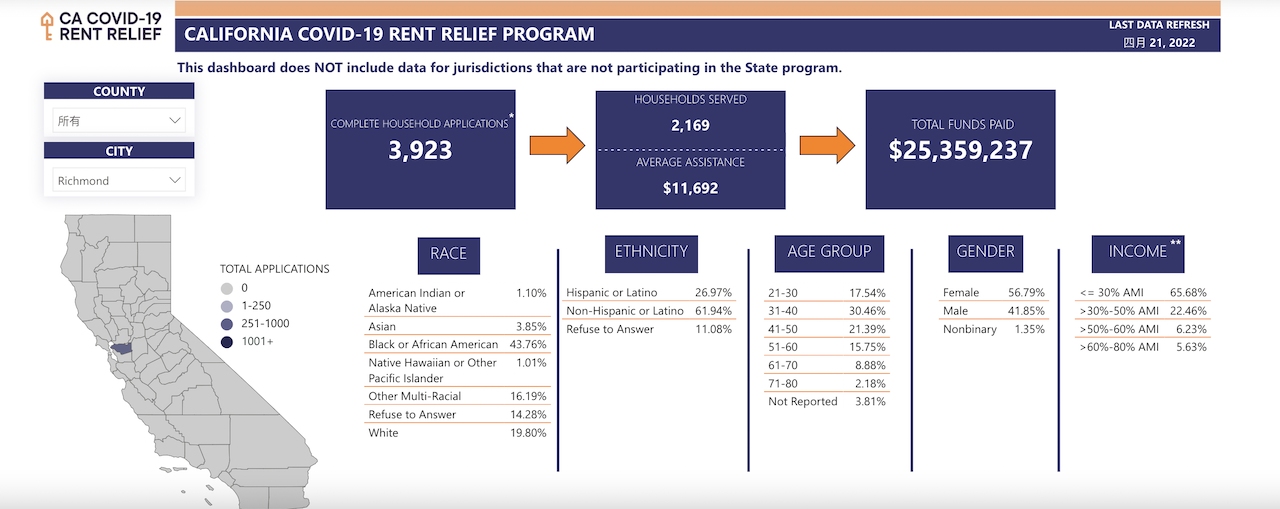 CA COVID-19
RENT RELIEF
CALIFORNIA COVID-19 RENT RELIEF PROGRAM
LAST DATA REFRESH
四月 21, 2022
This dashboard does NOT include data for jurisdictions that are not participating in the State program.
COUNTY
所有
CITY
Richmond
COMPLETE HOUSEHOLD APPLICATIONS*
3,923
HOUSEHOLDS SERVED
2,169
AVERAGE ASSISTANCE
$11,692
TOTAL FUNDS PAID
$25,359,237
TOTAL APPLICATIONS
0
1-250
251-1000
1001+
RACE
American Indian or 1.10%
Alaska Native
Asian 3.85%
Black or African American 43.76%
Native Hawaiian or Other 1.01%
Pacific Islander
Other Multi-Racial 16.19%
Refuse to Answer 14.28%
White 19.80%
ETHNICITY
Hispanic or Latino 26.97%
Non-Hispanic or Latino 61.94%
Refuse to Answer 11.08%
AGE GROUP
21-30 17.54%
31-40 30.46%
41-50 21.39%
51-60 15.75%
61-70 8.88%
71-80 2.18%
Not Reported 3.81%
GENDER
Female 56.79%
Male 41.85%
Nonbinary 1.35%
INCOME**
<= 30% AMI 65.68%
>30%-50% AMI 22.46%
>50%-60% AMI 6.23%
>60%-80% AMI 5.63%